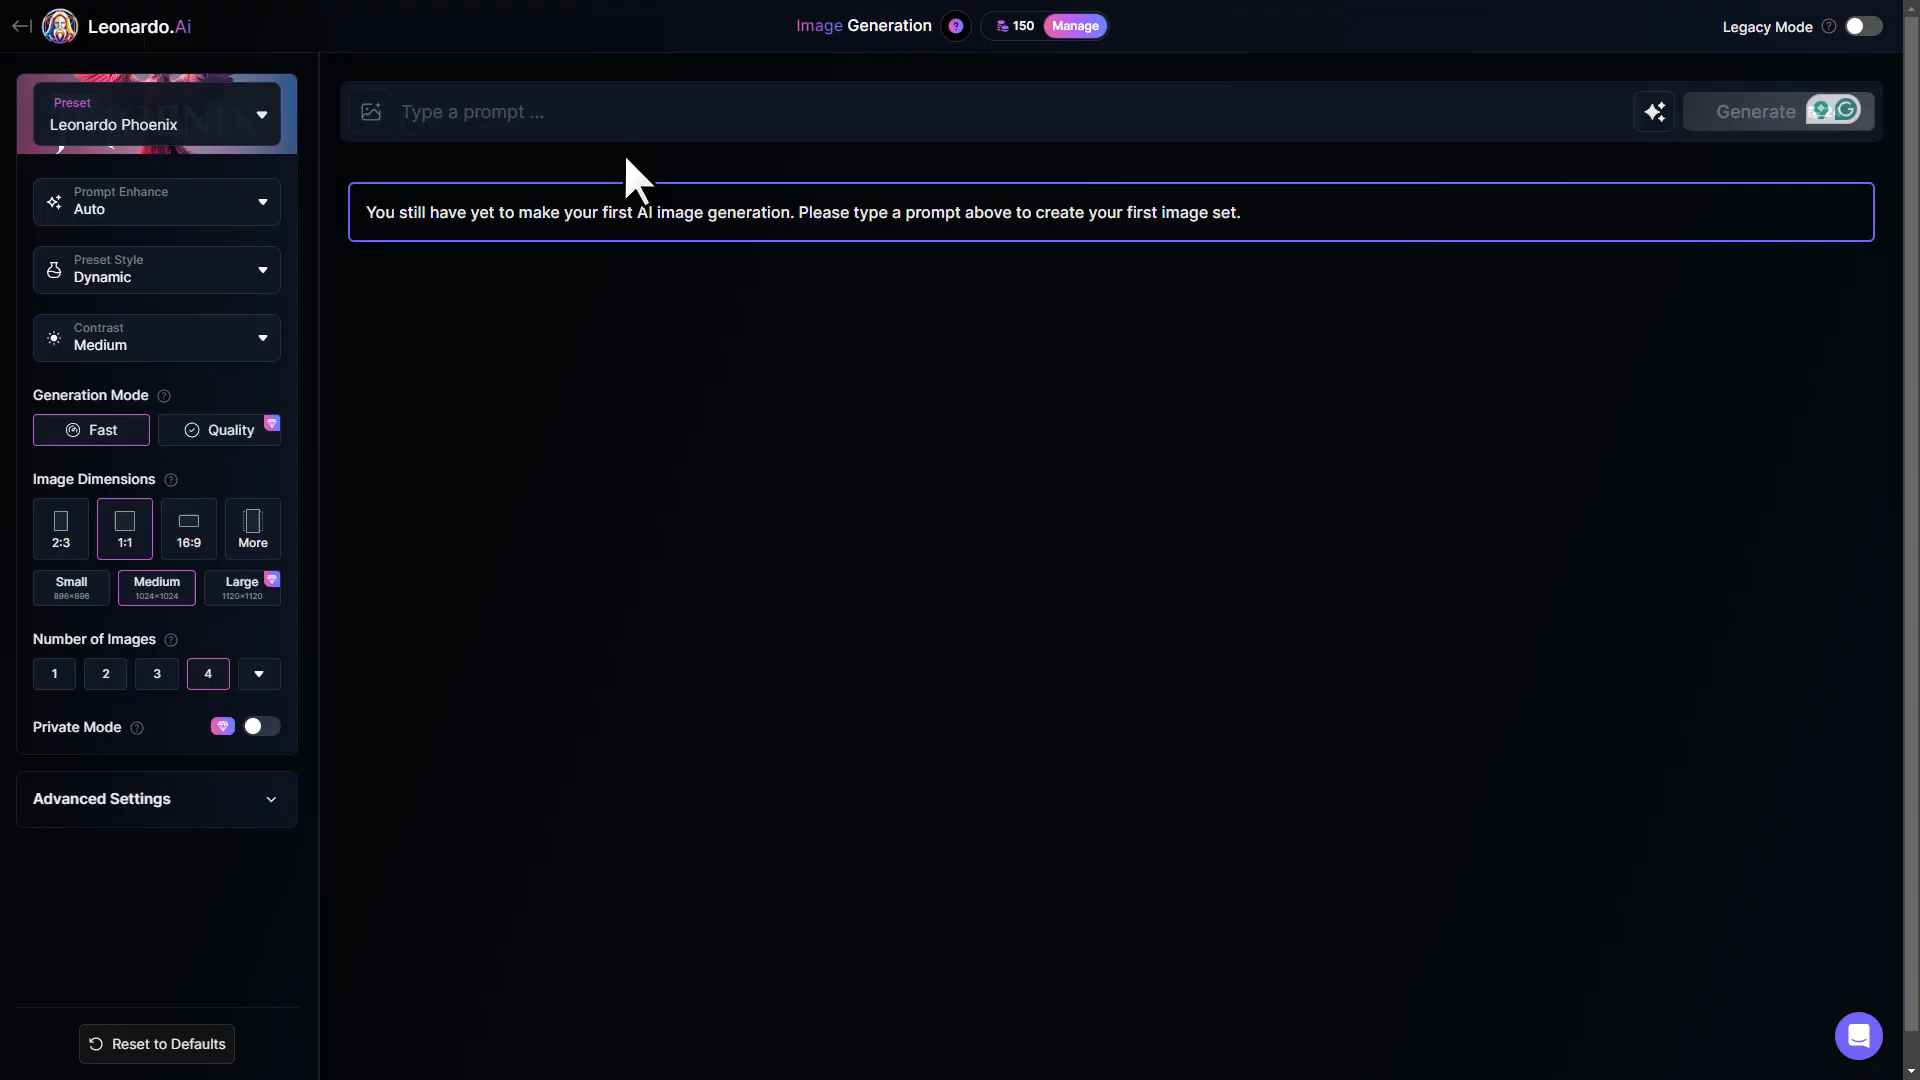 Leonardo.Ai
Image Generation
150
Manage
Legacy Mode
Preset
Leonardo Phoenix
Type a prompt ...
Generate
You still have yet to make your first AI image generation. Please type a prompt above to create your first image set.
Prompt Enhance
Auto
Preset Style
Dynamic
Contrast
Medium
Generation Mode
Fast
Quality
Image Dimensions
2:3
1:1
16:9
More
Small
896×896
Medium
1024×1024
Large
1120×1120
Number of Images
1
2
3
4
Private Mode
Advanced Settings
Reset to Defaults